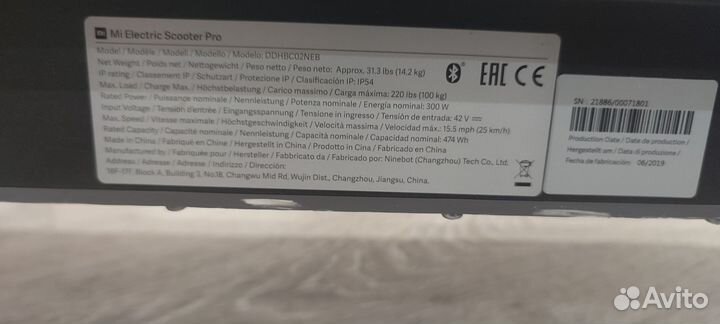 mi Mi Electric Scooter Pro
Model / Modèle / Modell / Modello / Modelo: DDHBC02NEB
Net Weight / Poids net / Nettogewicht / Peso netto / Peso neto: Approx. 31.3 lbs (14.2 kg)
IP rating / Classement IP / Schutzart / Protezione IP / Clasificación IP: IP54
Max. Load / Charge Max. / Höchstbelastung / Carico massimo / Carga máxima: 220 lbs (100 kg)
Rated Power / Puissance nominale / Nennleistung / Potenza nominale / Energía nominal: 300 W
Input Voltage / Tension d'entrée / Eingangsspannung / Tensione in ingresso / Tensión de entrada: 42 V
Max. Speed / Vitesse maximale / Höchstgeschwindigkeit / Velocità massima / Velocidad máx: 15.5 mph (25 km/h)
Rated Capacity / Capacité nominale / Nennleistung / Capacità nominale / Capacidad nominal: 474 Wh
Made in China / Fabriqué en Chine / Hergestellt in China / Prodotto in Cina / Fabricado en China
Manufactured by / Fabriquée pour / Hersteller / Fabbricato da / Fabricado por: Ninebot (Changzhou) Tech Co., Ltd.
Address / Adresse / Adresse / Indirizzo / Dirección:
16F-17F, Block A, Building 3, No.18, Changwu Mid Rd, Wujin Dist., Changzhou, Jiangsu, China.
EAC CE
SN: 21886/00071801
Production Date / Date de production /
Hergestellt am / Data di produzione /
Fecha de fabricación: 06/2019
Avito